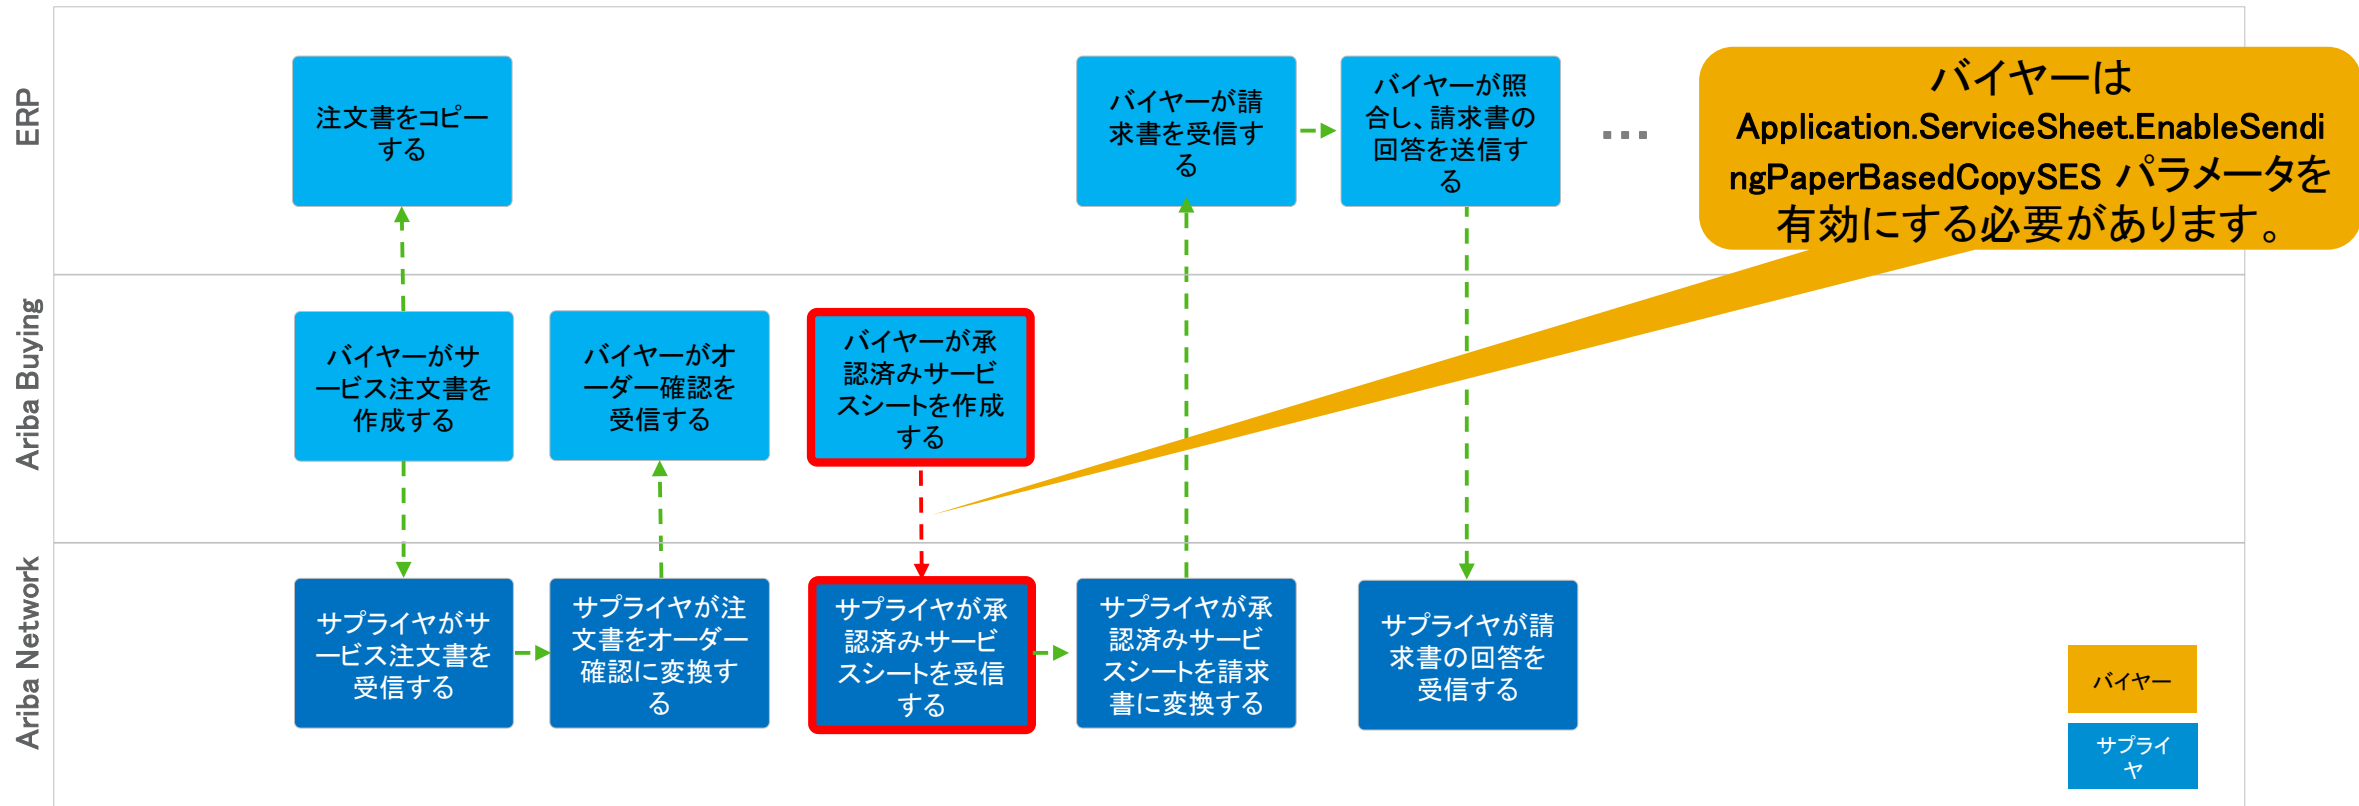 ERP
注文書をコピー
する
バイヤーが請
求書を受信す
る
バイヤーが照
合し、請求書の
回答を送信す
る
...
バイヤーは
Application.ServiceSheet.EnableSendi
ngPaperBasedCopySES パラメータを
有効にする必要があります。
Ariba Buying
バイヤーがサ
ービス注文書を
作成する
バイヤーがオ
ーダー確認を
受信する
バイヤーが承
認済みサービ
スシートを作成
する
Ariba Network
サプライヤがサ
ービス注文書を
受信する
サプライヤが注
文書をオーダー
確認に変換す
る
サプライヤが承
認済みサービ
スシートを受信
する
サプライヤが承
認済みサービ
スシートを請求
書に変換する
サプライヤが請
求書の回答を
受信する
バイヤー
サプライ
ヤ